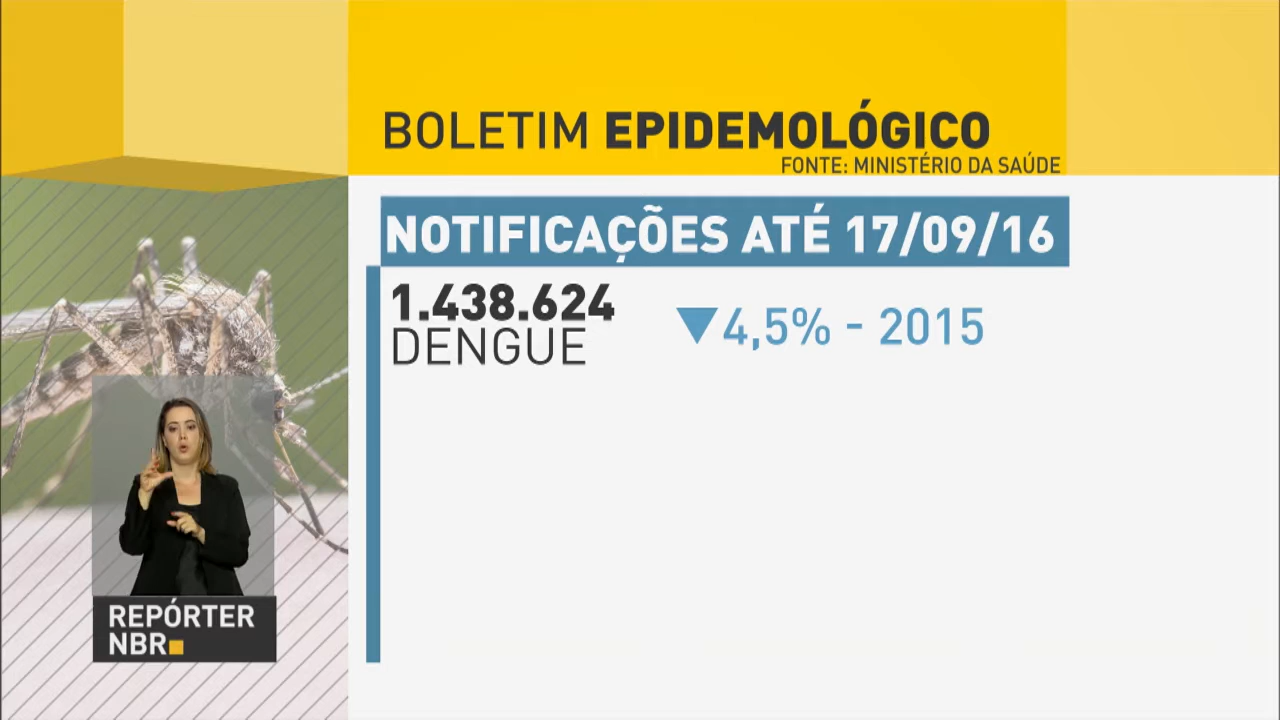 BOLETIM EPIDEMOLÓGICO
FONTE: MINISTÉRIO DA SAÚDE
NOTIFICAÇÕES ATÉ 17/09/16
1.438.624
DENGUE
▼4,5% - 2015
REPÓRTER
NBR